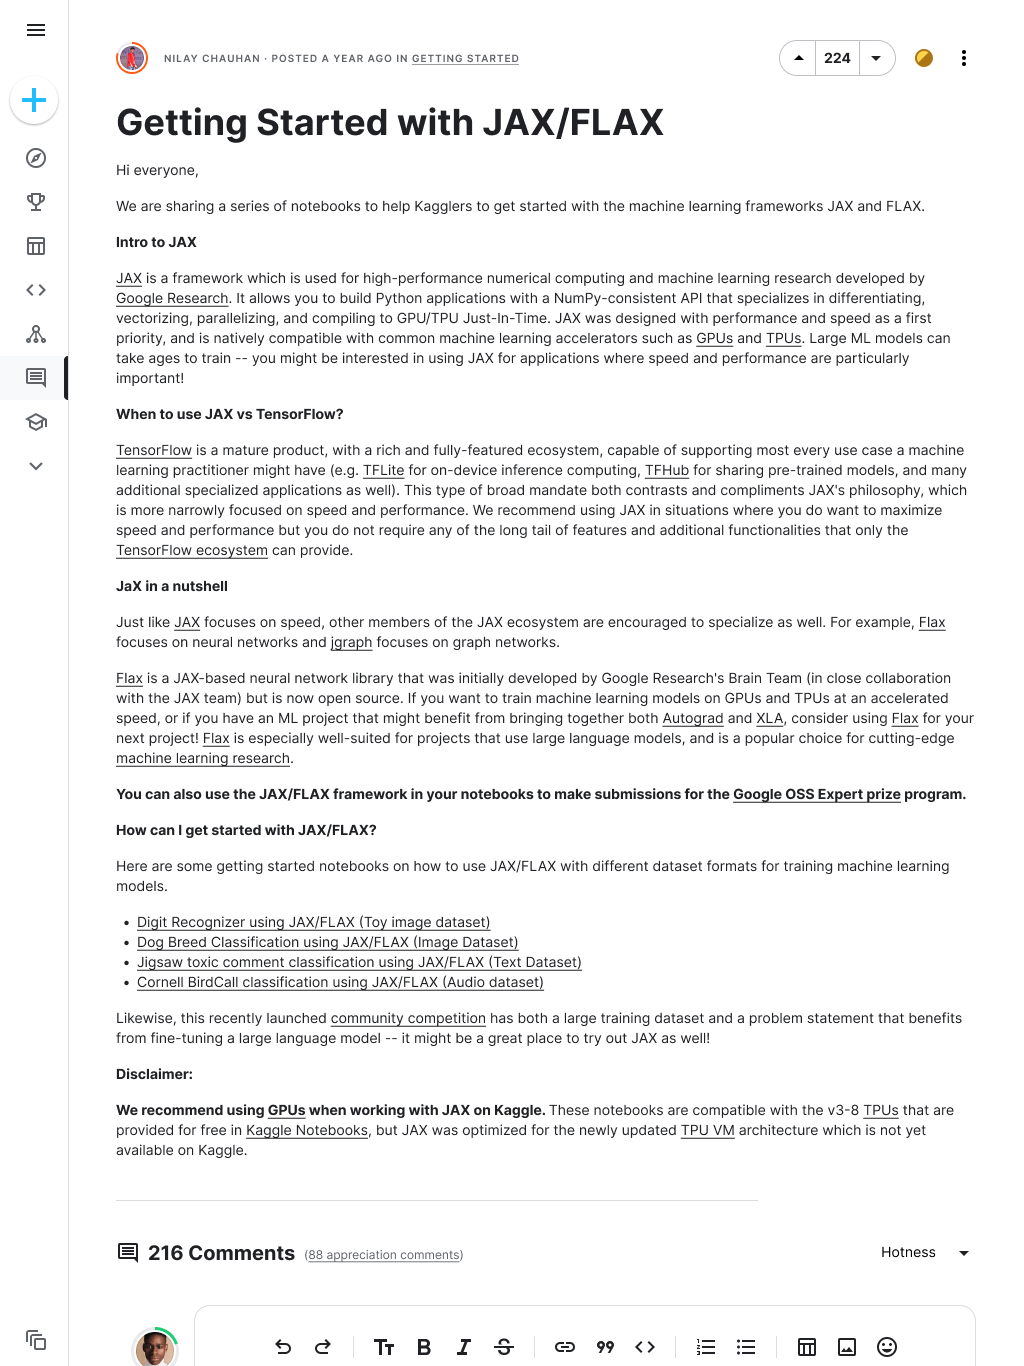 NILAY CHAUHAN · POSTED A YEAR AGO IN GETTING STARTED
224
Getting Started with JAX/FLAX
Hi everyone,
We are sharing a series of notebooks to help Kagglers to get started with the machine learning frameworks JAX and FLAX.
Intro to JAX
JAX is a framework which is used for high-performance numerical computing and machine learning research developed by
Google Research. It allows you to build Python applications with a NumPy-consistent API that specializes in differentiating,
vectorizing, parallelizing, and compiling to GPU/TPU Just-In-Time. JAX was designed with performance and speed as a first
priority, and is natively compatible with common machine learning accelerators such as GPUs and TPUs. Large ML models can
take ages to train -- you might be interested in using JAX for applications where speed and performance are particularly
important!
When to use JAX vs TensorFlow?
TensorFlow is a mature product, with a rich and fully-featured ecosystem, capable of supporting most every use case a machine
learning practitioner might have (e.g. TFLite for on-device inference computing, TFHub for sharing pre-trained models, and many
additional specialized applications as well). This type of broad mandate both contrasts and compliments JAX's philosophy, which
is more narrowly focused on speed and performance. We recommend using JAX in situations where you do want to maximize
speed and performance but you do not require any of the long tail of features and additional functionalities that only the
TensorFlow ecosystem can provide.
JaX in a nutshell
Just like JAX focuses on speed, other members of the JAX ecosystem are encouraged to specialize as well. For example, Flax
focuses on neural networks and jgraph focuses on graph networks.
Flax is a JAX-based neural network library that was initially developed by Google Research's Brain Team (in close collaboration
with the JAX team) but is now open source. If you want to train machine learning models on GPUs and TPUs at an accelerated
speed, or if you have an ML project that might benefit from bringing together both Autograd and XLA, consider using Flax for your
next project! Flax is especially well-suited for projects that use large language models, and is a popular choice for cutting-edge
machine learning research.
You can also use the JAX/FLAX framework in your notebooks to make submissions for the Google OSS Expert prize program.
How can I get started with JAX/FLAX?
Here are some getting started notebooks on how to use JAX/FLAX with different dataset formats for training machine learning
models.
• Digit Recognizer using JAX/FLAX (Toy image dataset)
• Dog Breed Classification using JAX/FLAX (Image Dataset)
• Jigsaw toxic comment classification using JAX/FLAX (Text Dataset)
• Cornell BirdCall classification using JAX/FLAX (Audio dataset)
Likewise, this recently launched community competition has both a large training dataset and a problem statement that benefits
from fine-tuning a large language model -- it might be a great place to try out JAX as well!
Disclaimer:
We recommend using GPUs when working with JAX on Kaggle. These notebooks are compatible with the v3-8 TPUs that are
provided for free in Kaggle Notebooks, but JAX was optimized for the newly updated TPU VM architecture which is not yet
available on Kaggle.
216 Comments (88 appreciation comments)
Hotness